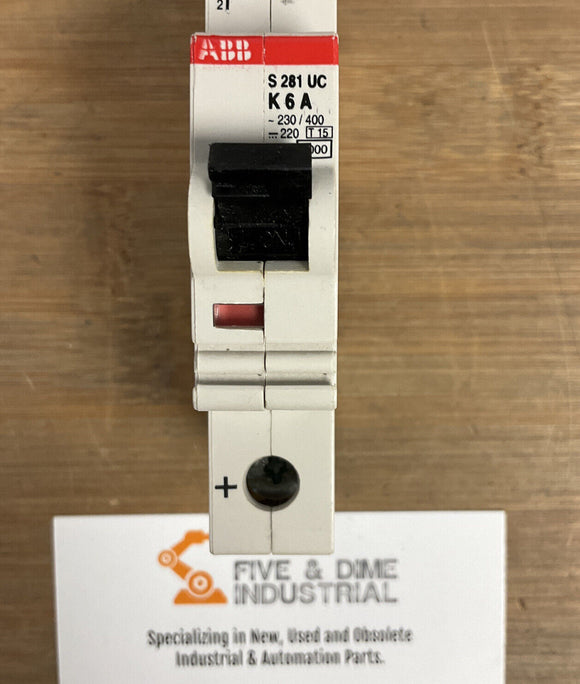 2
ABB
S 281 UC
K 6 A
~ 230 / 400
⎓ 220 T 15
+
FIVE & DIME
INDUSTRIAL
Specializing in New, Used and Obsolete
Industrial & Automation Parts.